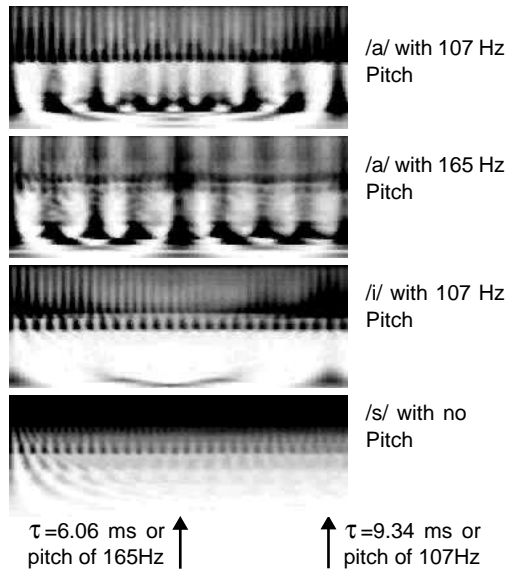 /a/ with 107 Hz
Pitch
/a/ with 165 Hz
Pitch
/i/ with 107 Hz
Pitch
/s/ with no
Pitch
τ=6.06 ms or
pitch of 165Hz
τ=9.34 ms or
pitch of 107Hz